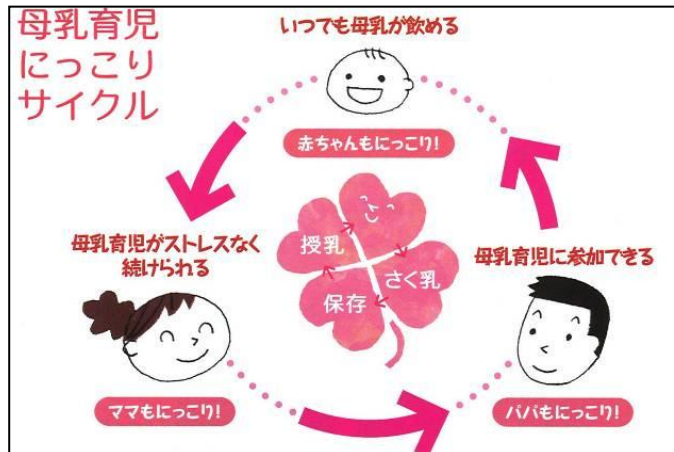 母乳育児
にっこり
サイクル
いつでも母乳が飲める
赤ちゃんもにっこり!
母乳育児がストレスなく
続けられる
ママもにっこり!
母乳育児に参加できる
パパもにっこり!
授乳
さく乳
保存